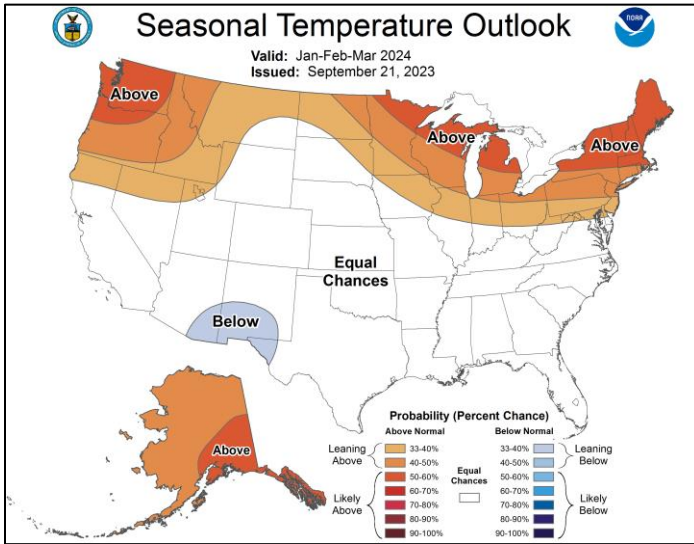 Seasonal Temperature Outlook
Valid: Jan-Feb-Mar 2024
Issued: September 21, 2023
NOAA
Above
Above
Above
Equal
Chances
Below
Above
Probability (Percent Chance)
Above Normal
Below Normal
Leaning
Above
Likely
Above
33-40%
40-50%
50-60%
60-70%
70-80%
80-90%
90-100%
Equal
Chances
33-40%
40-50%
50-60%
60-70%
70-80%
80-90%
90-100%
Leaning
Below
Likely
Below